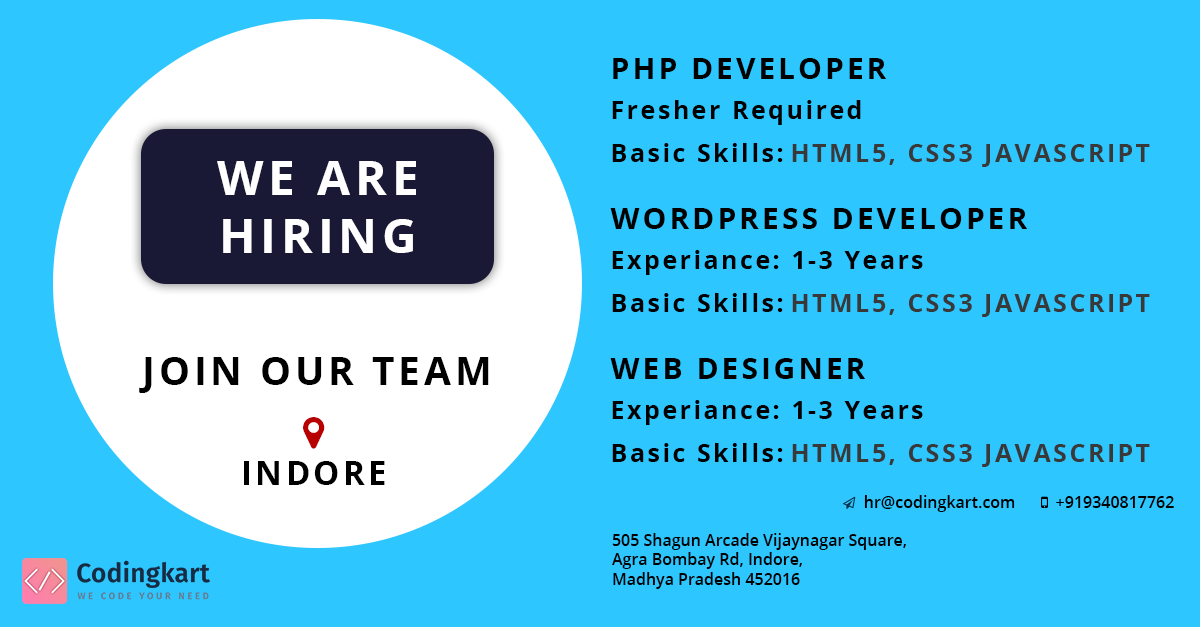 WE ARE
HIRING
JOIN OUR TEAM
INDORE
Codingkart
WE CODE YOUR NEED
PHP DEVELOPER
Fresher Required
Basic Skills: HTML5, CSS3 JAVASCRIPT
WORDPRESS DEVELOPER
Experiance: 1-3 Years
Basic Skills: HTML5, CSS3 JAVASCRIPT
WEB DESIGNER
Experiance: 1-3 Years
Basic Skills: HTML5, CSS3 JAVASCRIPT
hr@codingkart.com +919340817762
505 Shagun Arcade Vijaynagar Square,
Agra Bombay Rd, Indore,
Madhya Pradesh 452016